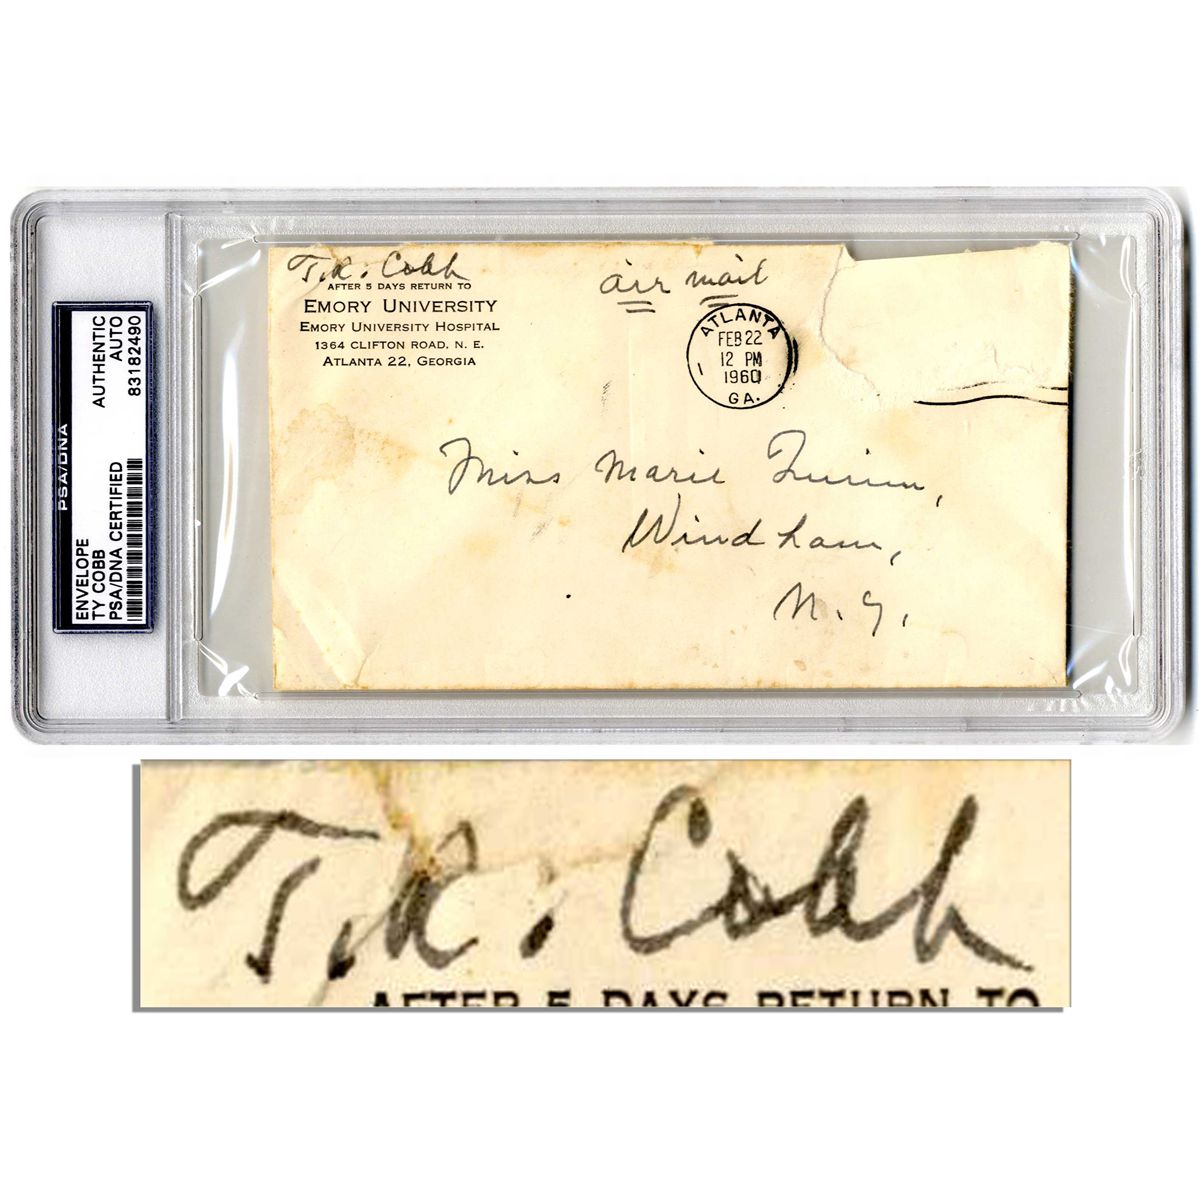 PSA/DNA
ENVELOPE
TY COBB
PSA/DNA CERTIFIED
AUTHENTIC
AUTO
83182490
T. R. Cobb
AFTER 5 DAYS RETURN TO
EMORY UNIVERSITY
EMORY UNIVERSITY HOSPITAL
1364 CLIFTON ROAD. N. E.
ATLANTA 22, GEORGIA
air mail
ATLANTA
FEB 22
12 PM
1960
GA.
Miss Marie
Windham,
N. Y.
T. R. Cobb
AFTER 5 DAYS RETURN TO